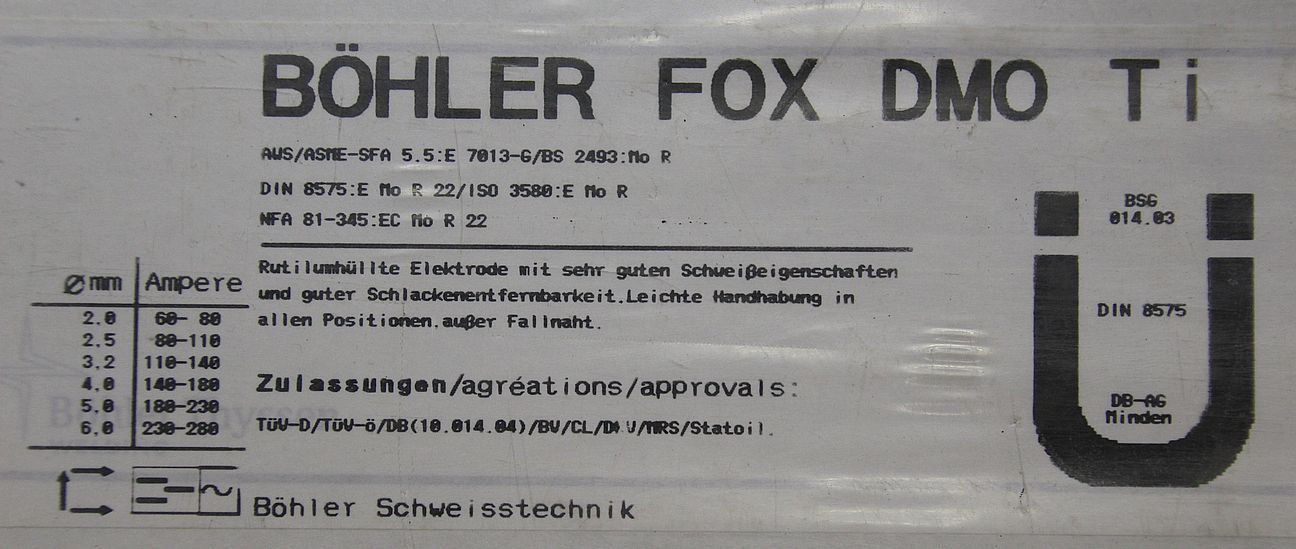 BÖHLER FOX DMO Ti
AWS/ASME-SFA 5.5:E 7013-G/BS 2493:Mo R
DIN 8575:E Mo R 22/ISO 3580:E Mo R
NFA 81-345:EC Mo R 22
Rutilumhüllte Elektrode mit sehr guten Schweißeigenschaften
und guter Schlackenentfernbarkeit.Leichte Handhabung in
allen Positionen,außer Fallnaht.
Ø mm Ampere
2.0 60- 80
2.5 80-110
3.2 110-140
4.0 140-180
5.0 180-230
6.0 230-280
Zulassungen/agréations/approvals:
TüV-D/TüV-ö/DB(10.014.04)/BV/CL/DNV/MRS/Statoil.
Böhler Schweisstechnik
BSG
014.03
DIN 8575
DB-AG
Minden
Ü